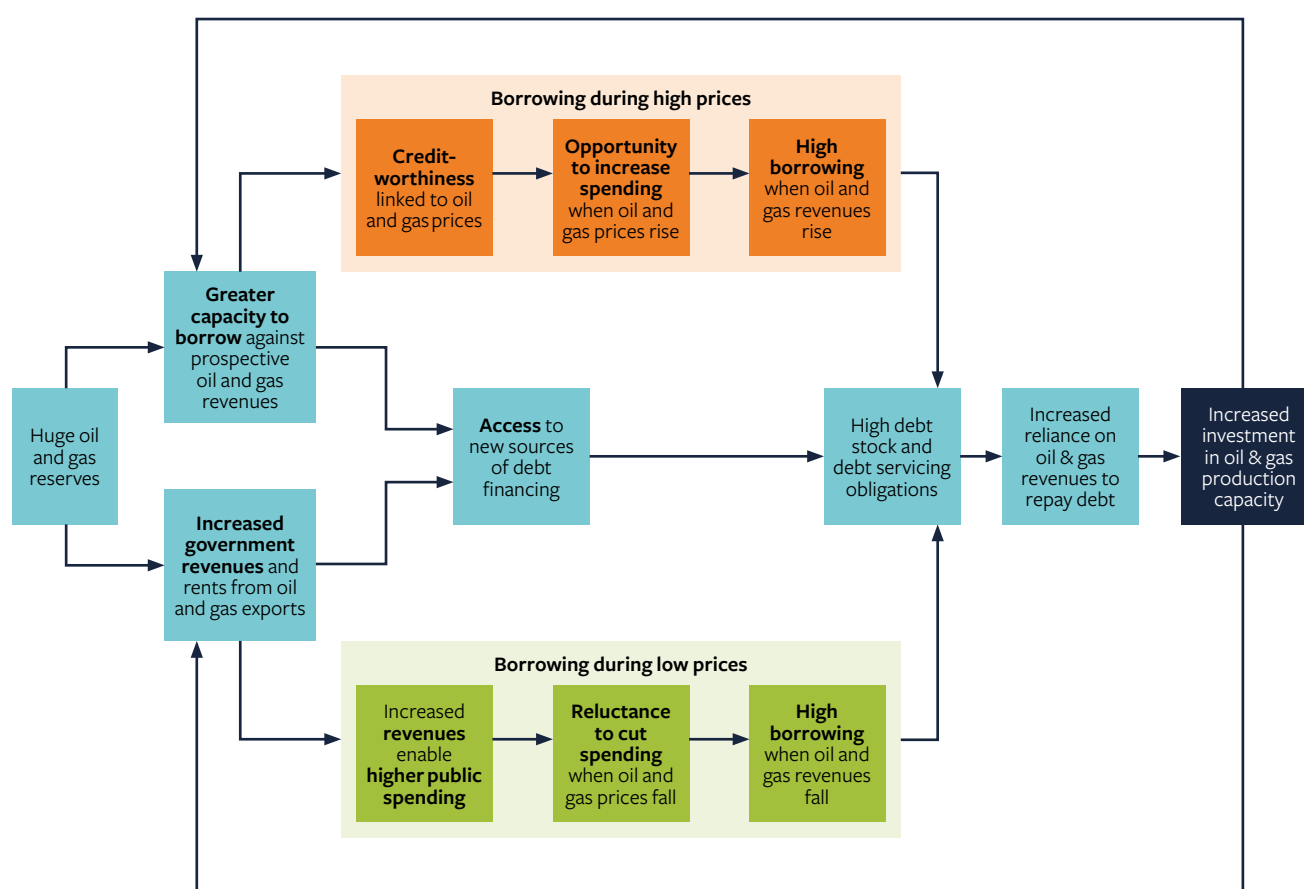 Borrowing during high prices
Credit-
worthiness
linked to oil
and gas prices
Opportunity
to increase
spending
when oil and
gas prices rise
High
borrowing
when oil and
gas revenues
rise
Greater
capacity to
borrow against
prospective
oil and gas
revenues
Huge oil
and gas
reserves
Access to
new sources
of debt
financing
High debt
stock and
debt servicing
obligations
Increased
reliance on
oil & gas
revenues to
repay debt
Increased
investment
in oil & gas
production
capacity
Increased
government
revenues and
rents from oil
and gas exports
Borrowing during low prices
Increased
revenues
enable
higher public
spending
Reluctance
to cut
spending
when oil and
gas prices fall
High
borrowing
when oil and
gas revenues
fall